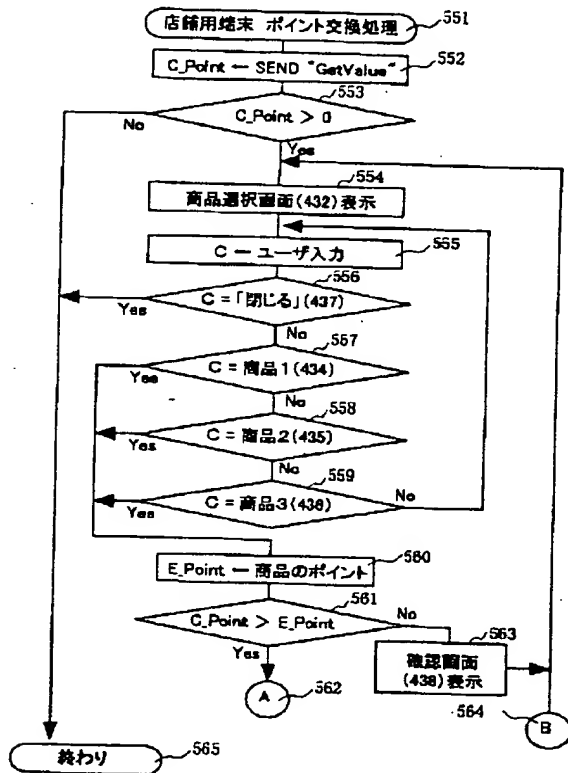 店舗用端末 ポイント交換処理
551
C_Point ← SEND "GetValue"
552
553
C_Point > 0
No
Yes
554
商品選択画面(432)表示
C ← ユーザ入力
555
556
C =「閉じる」(437)
Yes
No
557
C = 商品1(434)
Yes
No
558
C = 商品2(435)
Yes
No
559
C = 商品3(436)
Yes
No
E_Point ← 商品のポイント
560
561
C_Point > E_Point
No
Yes
563
確認画面
(438)表示
A
562
564
B
終わり
565